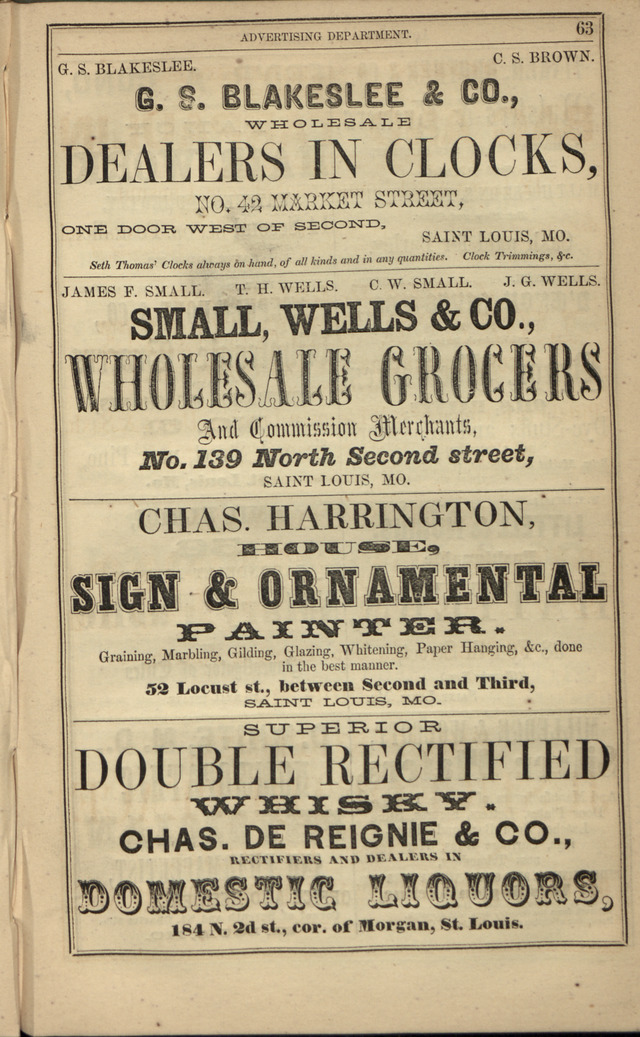 ADVERTISING DEPARTMENT. 63
G. S. BLAKESLEE. C. S. BROWN.
G. S. BLAKESLEE & CO.,
WHOLESALE
DEALERS IN CLOCKS,
NO. 42 MARKET STREET,
ONE DOOR WEST OF SECOND,
SAINT LOUIS, MO.
Seth Thomas' Clocks always on hand, of all kinds and in any quantities. Clock Trimmings, &c.
JAMES F. SMALL. T. H. WELLS. C. W. SMALL. J. G. WELLS.
SMALL, WELLS & CO.,
WHOLESALE GROCERS
And Commission Merchants,
No. 139 North Second street,
SAINT LOUIS, MO.
CHAS. HARRINGTON,
HOUSE,
SIGN & ORNAMENTAL
PAINTER.
Graining, Marbling, Gilding, Glazing, Whitening, Paper Hanging, &c., done
in the best manner.
52 Locust st., between Second and Third,
SAINT LOUIS, MO.
SUPERIOR
DOUBLE RECTIFIED
WHISKY.
CHAS. DE REIGNIE & CO.,
RECTIFIERS AND DEALERS IN
DOMESTIC LIQUORS,
184 N. 2d st., cor. of Morgan, St. Louis.